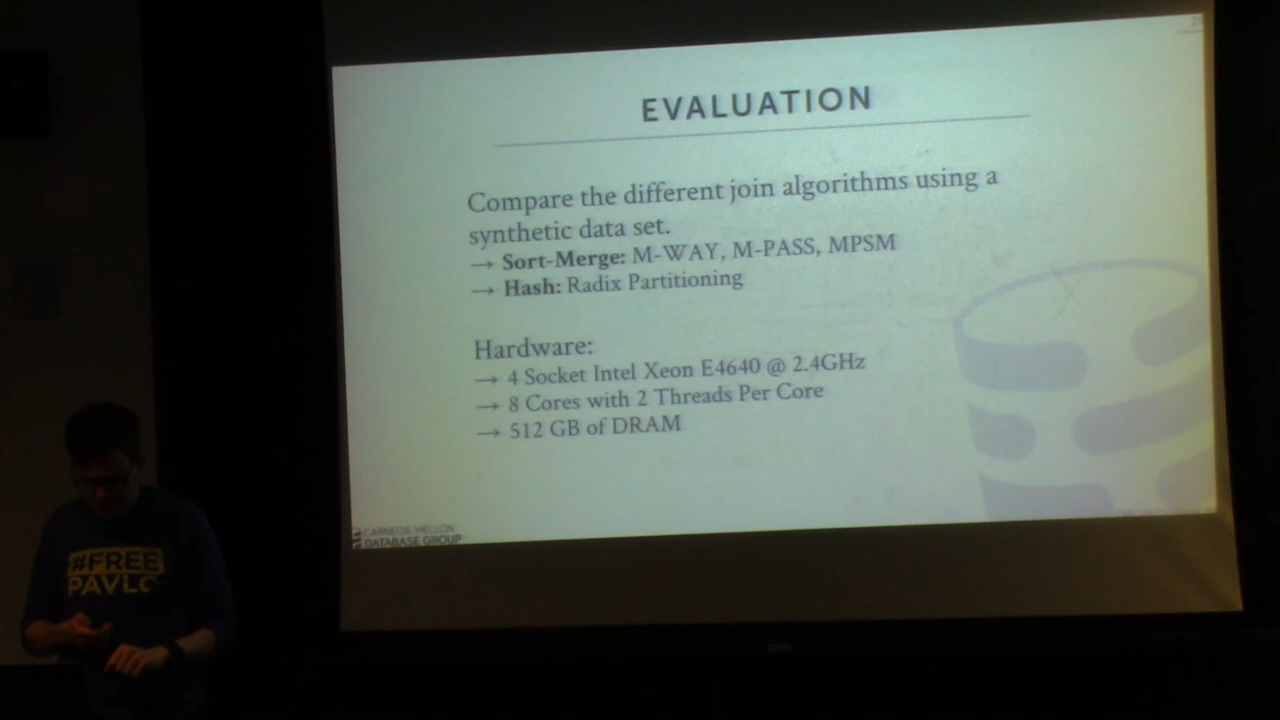 EVALUATION
Compare the different join algorithms using a
synthetic data set.
→ Sort-Merge: M-WAY, M-PASS, MPSM
→ Hash: Radix Partitioning
Hardware:
→ 4 Socket Intel Xeon E4640 @ 2.4GHz
→ 8 Cores with 2 Threads Per Core
→ 512 GB of DRAM
CARNEGIE MELLON
DATABASE GROUP
#FREE
PAVLO